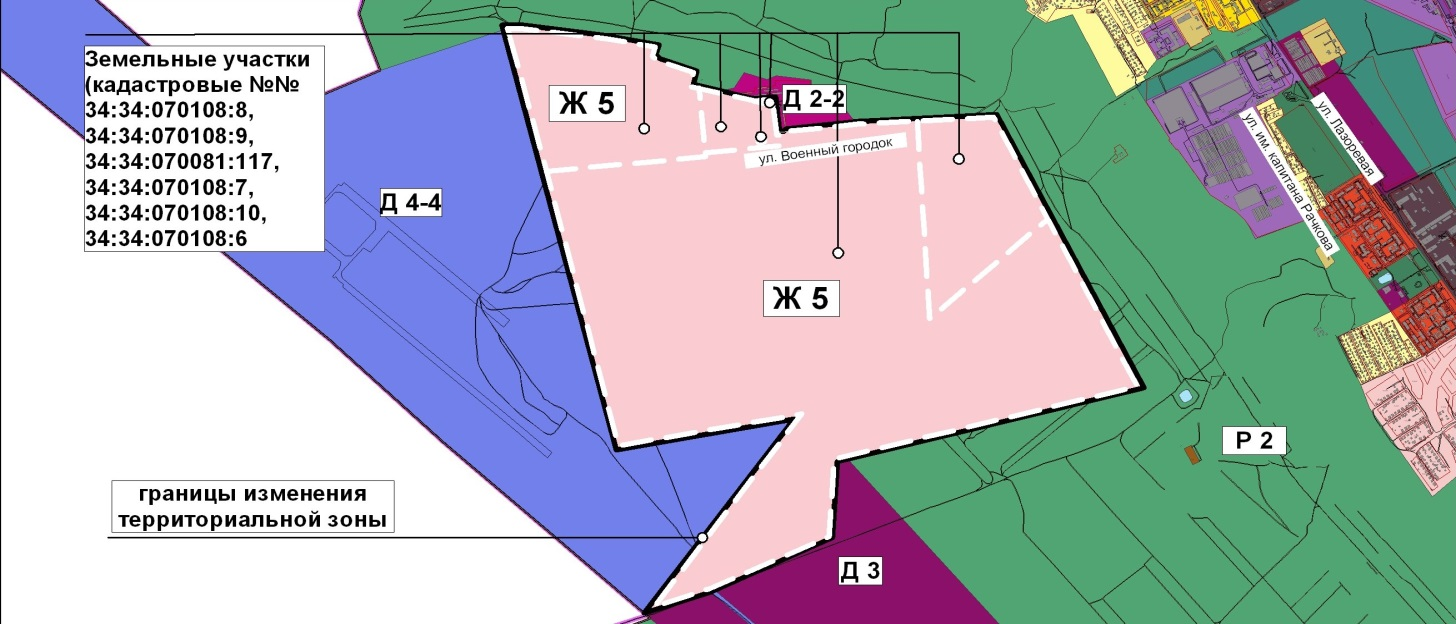 Земельные участки
(кадастровые №№
34:34:070108:8,
34:34:070108:9,
34:34:070081:117,
34:34:070108:7,
34:34:070108:10,
34:34:070108:6
Ж 5
Д 2-2
ул. Военный городок
ул. Лазоревая
ул. им. капитана Рачкова
Д 4-4
Ж 5
Р 2
границы изменения
территориальной зоны
Д 3